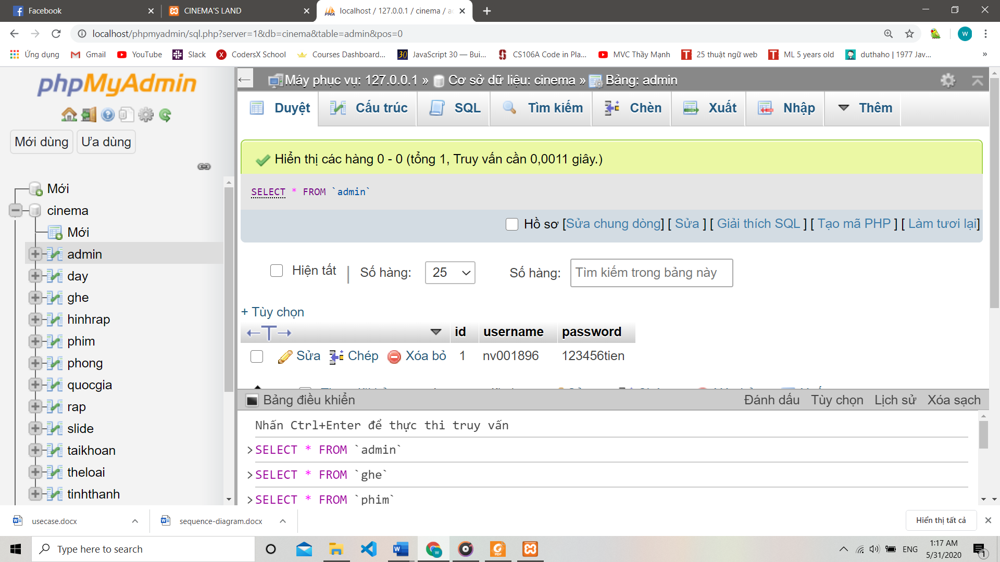 Facebook
CINEMA'S LAND
localhost / 127.0.0.1 / cinema / a
localhost/phpmyadmin/sql.php?server=1&db=cinema&table=admin&pos=0
W
Ứng dụng
Gmail
YouTube
Slack
CodersX School
Courses Dashboard...
JavaScript 30 — Bui...
CS106A Code in Pla...
MVC Thầy Mạnh
25 thuật ngữ web
ML 5 years old
duthaho | 1977 Jav...
»
phpMyAdmin
Mới dùng
Ưa dùng
Mới
cinema
Mới
admin
day
ghe
hinhrap
phim
phong
quocgia
rap
slide
taikhoan
theloai
tinhthanh
Máy phục vụ: 127.0.0.1 » Cơ sở dữ liệu: cinema » Bảng: admin
Duyệt
Cấu trúc
SQL
Tìm kiếm
Chèn
Xuất
Nhập
Thêm
Hiển thị các hàng 0 - 0 (tổng 1, Truy vấn cần 0,0011 giây.)
SELECT * FROM `admin`
Hồ sơ [Sửa chung dòng] [ Sửa ] [ Giải thích SQL ] [ Tạo mã PHP ] [ Làm tươi lại]
Hiện tất | Số hàng: 25 Số hàng: Tìm kiếm trong bảng này
+ Tùy chọn
←T→ id username password
Sửa Chép Xóa bỏ 1 nv001896 123456tien
Bảng điều khiển
Đánh dấu Tùy chọn Lịch sử Xóa sạch
Nhấn Ctrl+Enter để thực thi truy vấn
>SELECT * FROM `admin`
>SELECT * FROM `ghe`
>SELECT * FROM `phim`
usecase.docx
sequence-diagram.docx
Hiển thị tất cả
Type here to search
ENG
1:17 AM
5/31/2020
1